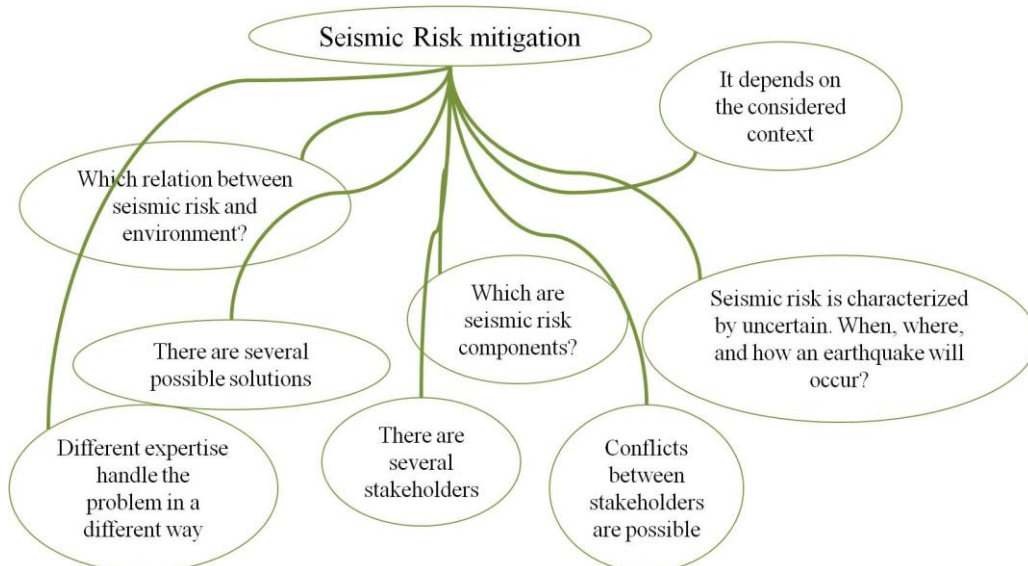 Seismic Risk mitigation
It depends on
the considered
context
Which relation between
seismic risk and
environment?
Which are
seismic risk
components?
Seismic risk is characterized
by uncertain. When, where,
and how an earthquake will
occur?
There are several
possible solutions
Different expertise
handle the
problem in a
different way
There are
several
stakeholders
Conflicts
between
stakeholders
are possible